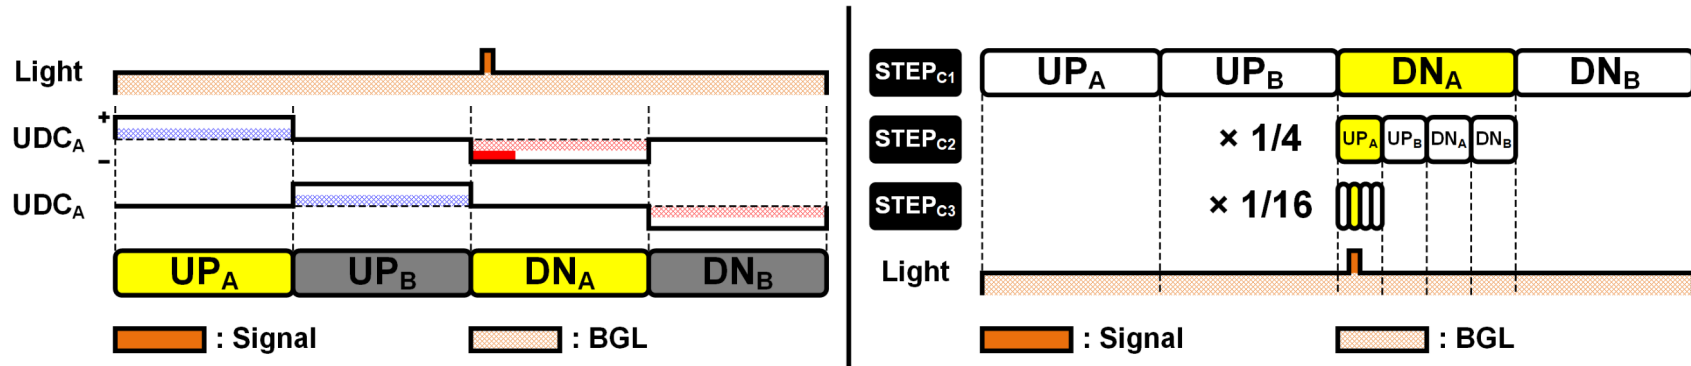 Light
+
UDCA
−
UDCA
UPA UPB DNA DNB
: Signal : BGL
STEPC1 UPA UPB DNA DNB
STEPC2 × 1/4 UPA UPB DNA DNB
STEPC3 × 1/16
Light
: Signal : BGL